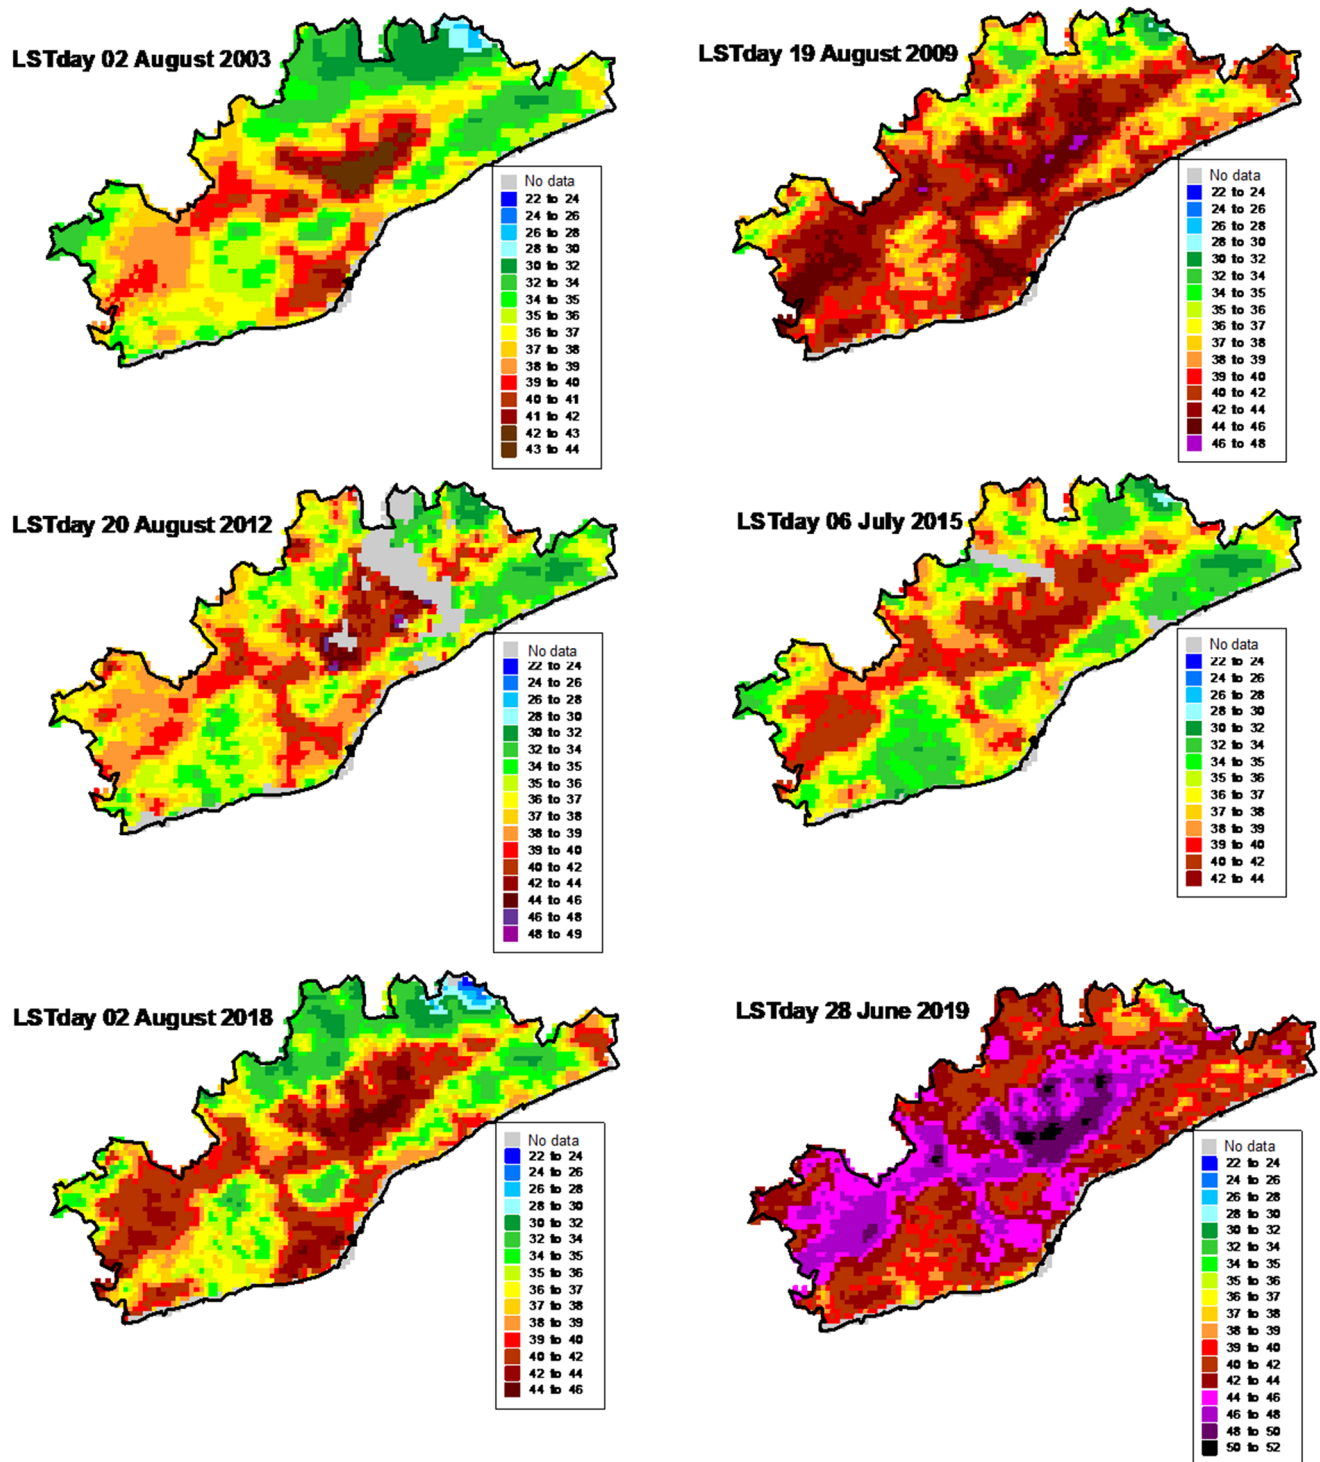 LSTday 02 August 2003
No data
22 to 24
24 to 26
26 to 28
28 to 30
30 to 32
32 to 34
34 to 35
35 to 36
36 to 37
37 to 38
38 to 39
39 to 40
40 to 41
41 to 42
42 to 43
43 to 44
LSTday 19 August 2009
No data
22 to 24
24 to 26
26 to 28
28 to 30
30 to 32
32 to 34
34 to 35
35 to 36
36 to 37
37 to 38
38 to 39
39 to 40
40 to 42
42 to 44
44 to 46
46 to 48
LSTday 20 August 2012
No data
22 to 24
24 to 26
26 to 28
28 to 30
30 to 32
32 to 34
34 to 35
35 to 36
36 to 37
37 to 38
38 to 39
39 to 40
40 to 42
42 to 44
44 to 46
46 to 48
48 to 49
LSTday 06 July 2015
No data
22 to 24
24 to 26
26 to 28
28 to 30
30 to 32
32 to 34
34 to 35
35 to 36
36 to 37
37 to 38
38 to 39
39 to 40
40 to 42
42 to 44
LSTday 02 August 2018
No data
22 to 24
24 to 26
26 to 28
28 to 30
30 to 32
32 to 34
34 to 35
35 to 36
36 to 37
37 to 38
38 to 39
39 to 40
40 to 42
42 to 44
44 to 46
LSTday 28 June 2019
No data
22 to 24
24 to 26
26 to 28
28 to 30
30 to 32
32 to 34
34 to 35
35 to 36
36 to 37
37 to 38
38 to 39
39 to 40
40 to 42
42 to 44
44 to 46
46 to 48
48 to 50
50 to 52